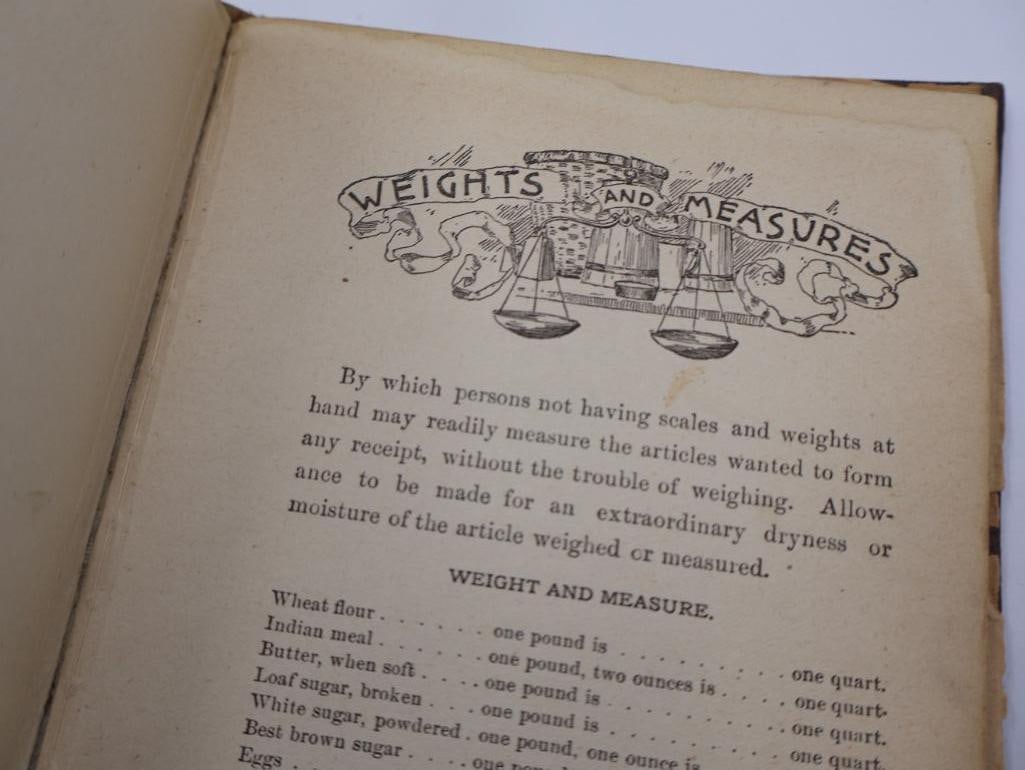 WEIGHTS AND MEASURES
By which persons not having scales and weights at
hand may readily measure the articles wanted to form
any receipt, without the trouble of weighing. Allow-
ance to be made for an extraordinary dryness or
moisture of the article weighed or measured.
WEIGHT AND MEASURE.
Wheat flour . . . . . . one pound is . . . . . . . . one quart.
Indian meal . . . . . . one pound, two ounces is . . . . one quart.
Butter, when soft . . . . one pound is . . . . . . . . one quart.
Loaf sugar, broken . . . one pound is . . . . . . . . one quart.
White sugar, powdered . one pound, one ounce is
Best brown sugar . . . . one
Eggs